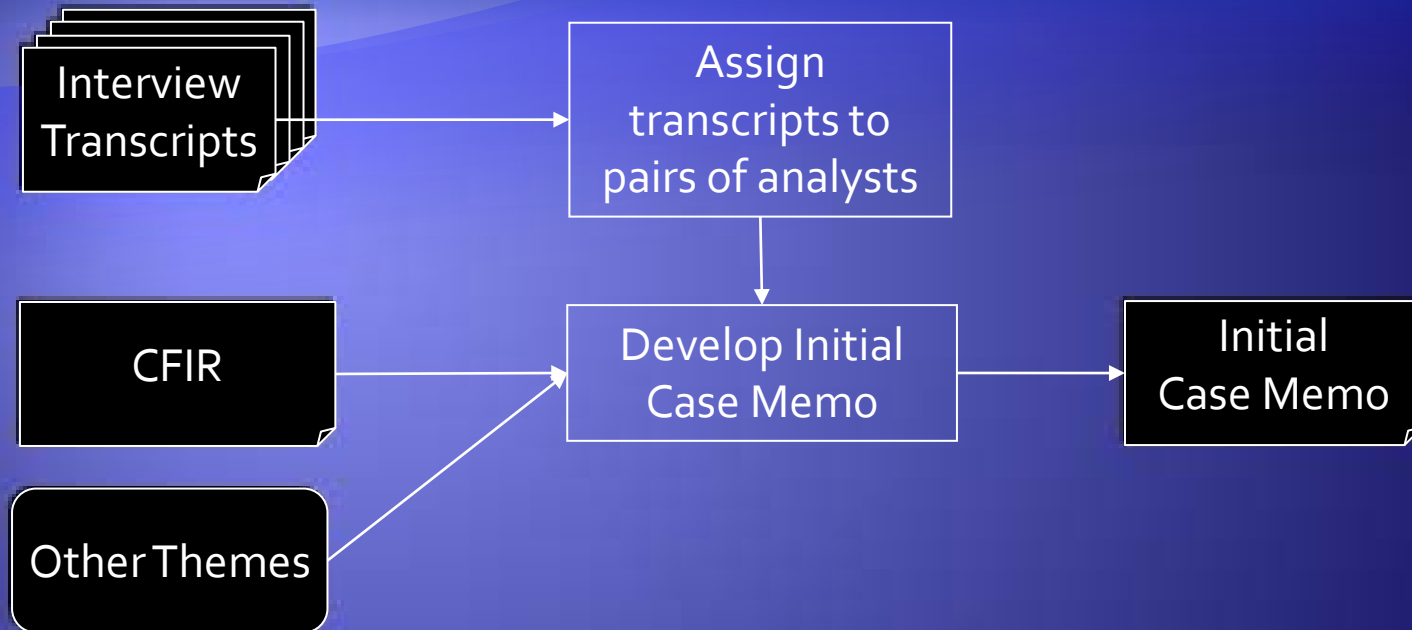 Interview
Transcripts
Assign
transcripts to
pairs of analysts
CFIR
Develop Initial
Case Memo
Initial
Case Memo
Other Themes